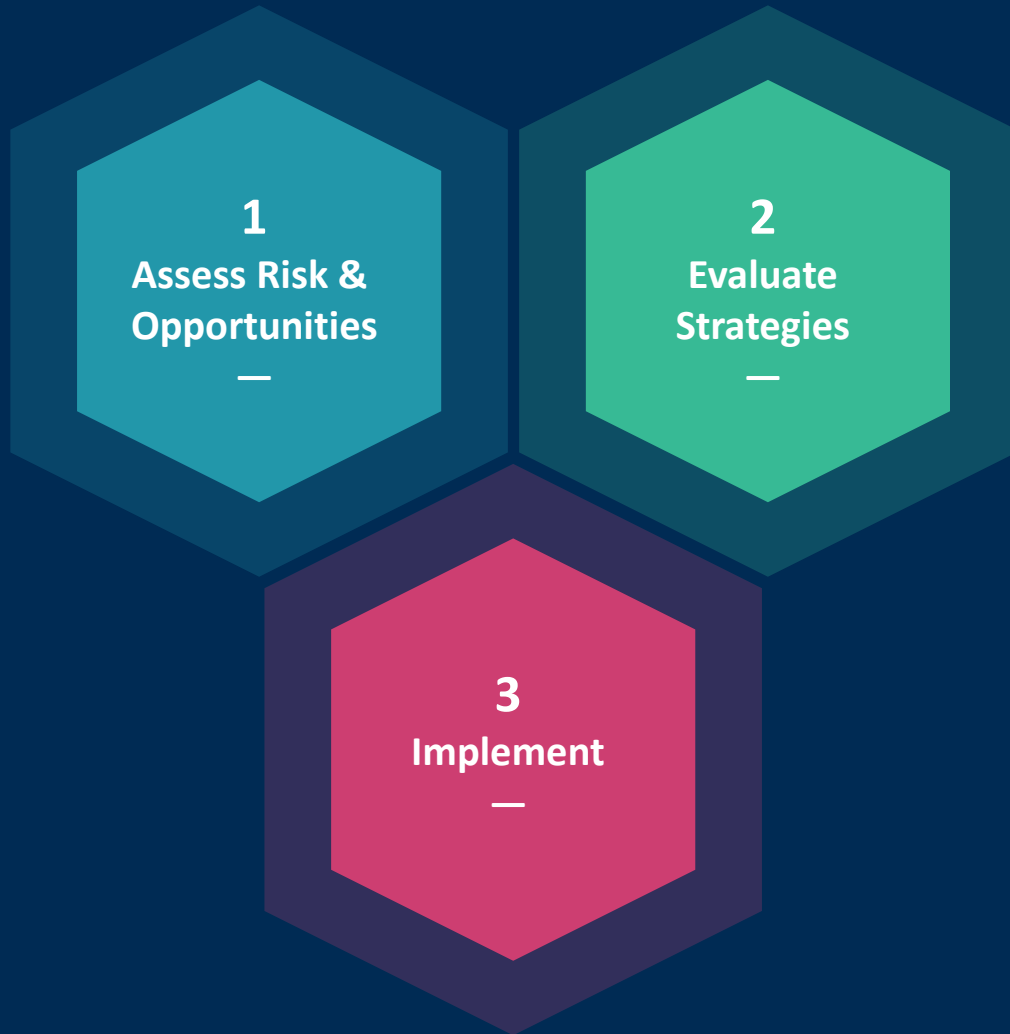 1
Assess Risk &
Opportunities
—
2
Evaluate
Strategies
—
3
Implement
—